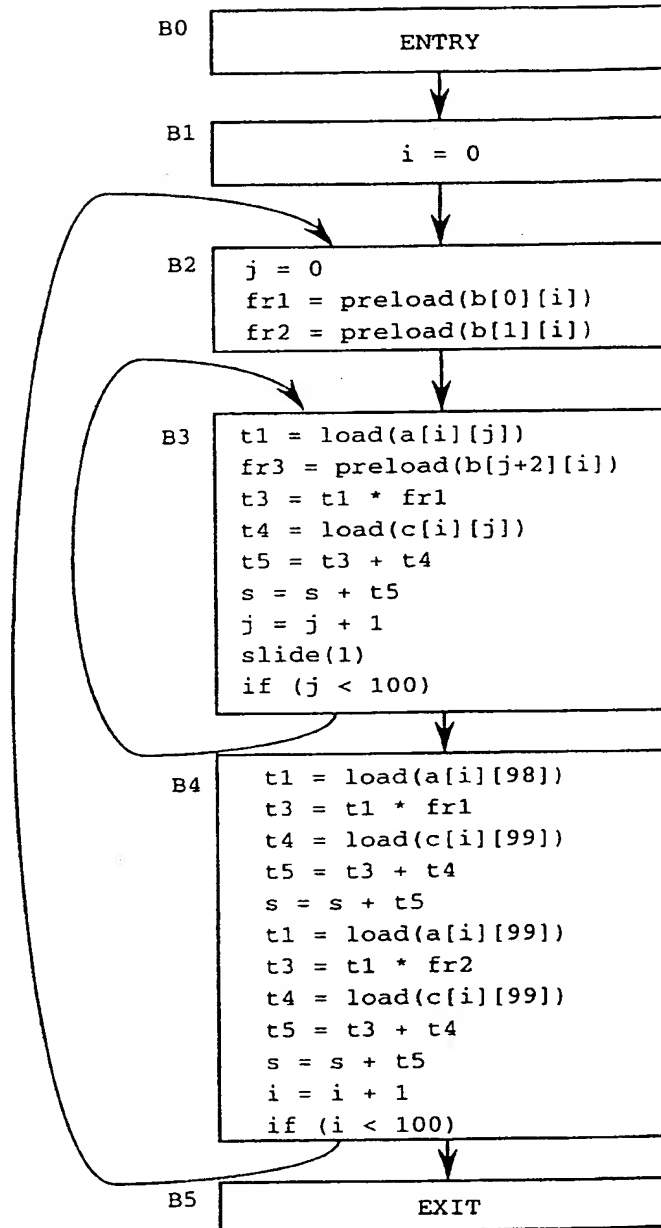 B0
ENTRY
B1
i = 0
B2
j = 0
fr1 = preload(b[0][i])
fr2 = preload(b[1][i])
B3
t1 = load(a[i][j])
fr3 = preload(b[j+2][i])
t3 = t1 * fr1
t4 = load(c[i][j])
t5 = t3 + t4
s = s + t5
j = j + 1
slide(1)
if (j < 100)
B4
t1 = load(a[i][98])
t3 = t1 * fr1
t4 = load(c[i][99])
t5 = t3 + t4
s = s + t5
t1 = load(a[i][99])
t3 = t1 * fr2
t4 = load(c[i][99])
t5 = t3 + t4
s = s + t5
i = i + 1
if (i < 100)
B5
EXIT